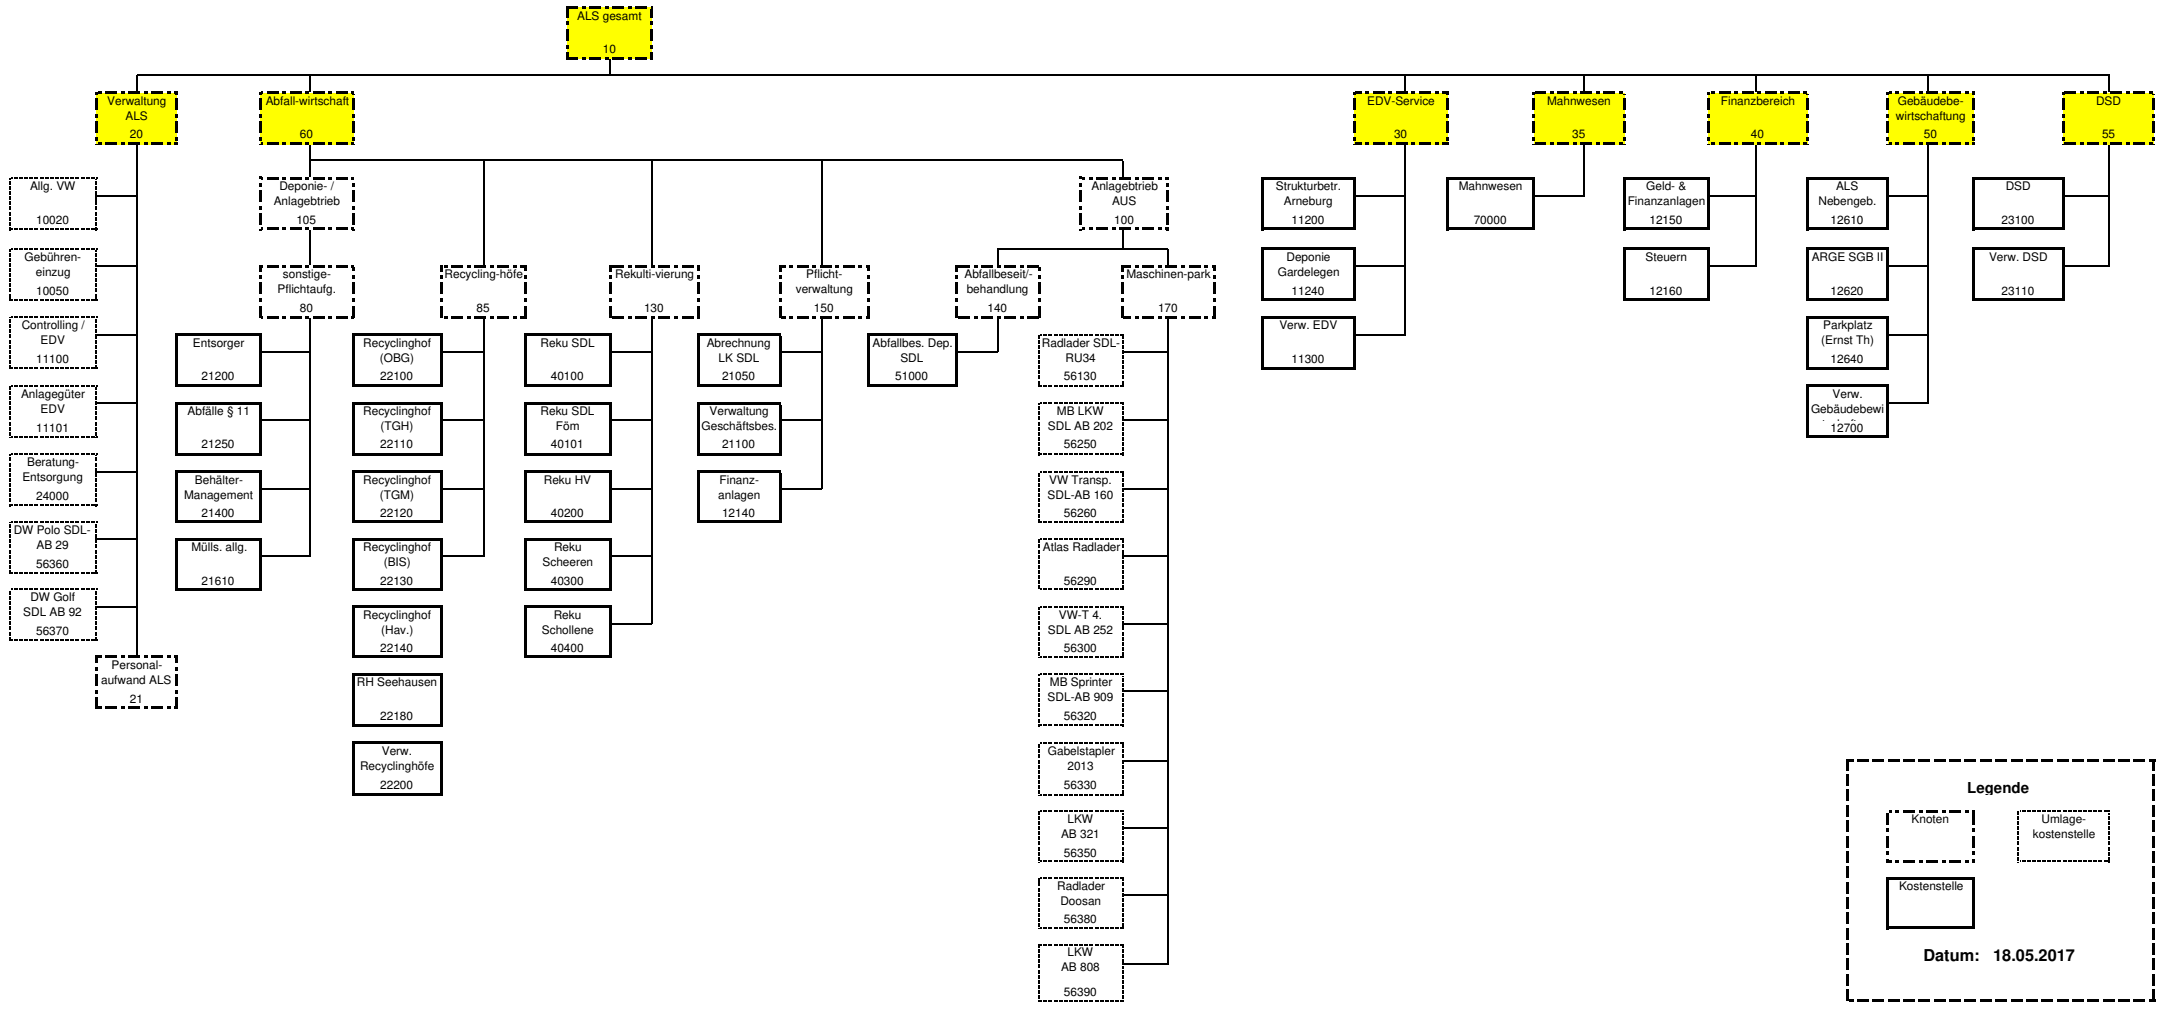 ALS gesamt
10
Verwaltung
ALS
20
Abfall-wirtschaft
60
EDV-Service
30
Mahnwesen
35
Finanzbereich
40
Gebäudebe-
wirtschaftung
50
DSD
55
Allg. VW
10020
Gebühren-
einzug
10050
Controlling /
EDV
11100
Anlagegüter
EDV
11101
Beratung-
Entsorgung
24000
DW Polo SDL-
AB 29
56360
DW Golf
SDL AB 92
56370
Personal-
aufwand ALS
21
Deponie- /
Anlagebtrieb
105
Anlagebtrieb
AUS
100
sonstige-
Pflichtaufg.
80
Recycling-höfe
85
Rekulti-vierung
130
Pflicht-
verwaltung
150
Abfallbeseit/-
behandlung
140
Maschinen-park
170
Entsorger
21200
Abfälle § 11
21250
Behälter-
Management
21400
Mülls. allg.
21610
Recyclinghof
(OBG)
22100
Recyclinghof
(TGH)
22110
Recyclinghof
(TGM)
22120
Recyclinghof
(BIS)
22130
Recyclinghof
(Hav.)
22140
RH Seehausen
22180
Verw.
Recyclinghöfe
22200
Reku SDL
40100
Reku SDL
Föm
40101
Reku HV
40200
Reku
Scheeren
40300
Reku
Schollene
40400
Abrechnung
LK SDL
21050
Verwaltung
Geschäftsbes.
21100
Finanz-
anlagen
12140
Abfallbes. Dep.
SDL
51000
Radlader SDL-
RU34
56130
MB LKW
SDL AB 202
56250
VW Transp.
SDL-AB 160
56260
Atlas Radlader
56290
VW-T 4.
SDL AB 252
56300
MB Sprinter
SDL-AB 909
56320
Gabelstapler
2013
56330
LKW
AB 321
56350
Radlader
Doosan
56380
LKW
AB 808
56390
Strukturbetr.
Arneburg
11200
Deponie
Gardelegen
11240
Verw. EDV
11300
Mahnwesen
70000
Geld- &
Finanzanlagen
12150
Steuern
12160
ALS
Nebengeb.
12610
ARGE SGB II
12620
Parkplatz
(Ernst Th)
12640
Verw.
Gebäudebewi
12700
DSD
23100
Verw. DSD
23110
Legende
Knoten
Umlage-
kostenstelle
Kostenstelle
Datum: 18.05.2017